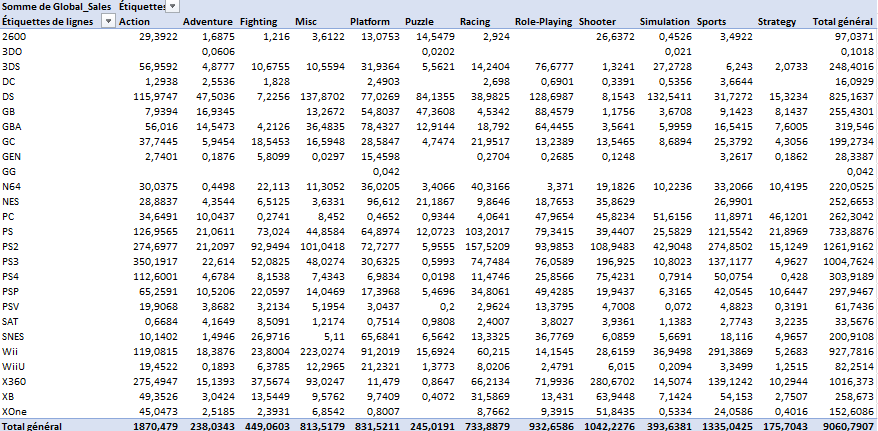 Somme de Global_Sales Étiquettes
Étiquettes de lignes Action Adventure Fighting Misc Platform Puzzle Racing Role-Playing Shooter Simulation Sports Strategy Total général
2600 29,3922 1,6875 1,216 3,6122 13,0753 14,5479 2,924 26,6372 0,4526 3,4922 97,0371
3DO 0,0606 0,0202 0,021 0,1018
3DS 56,9592 4,8777 10,6755 10,5594 31,9364 5,5621 14,2404 76,6777 1,3241 27,2728 6,243 2,0733 248,4016
DC 1,2938 2,5536 1,828 2,4903 2,698 0,6901 0,3391 0,5356 3,6644 16,0929
DS 115,9747 47,5036 7,2256 137,8702 77,0269 84,1355 38,9825 128,6987 8,1543 132,5411 31,7272 15,3234 825,1637
GB 7,9394 16,9345 13,2672 54,8037 47,3608 4,5342 88,4579 1,1756 3,6708 9,1423 8,1437 255,4301
GBA 56,016 14,5473 4,2126 36,4835 78,4327 12,9144 18,792 64,4455 3,5641 5,9959 16,5415 7,6005 319,546
GC 37,7445 5,9454 18,5453 16,5948 28,5847 4,7474 21,9517 13,2389 13,5465 8,6894 25,3792 4,3056 199,2734
GEN 2,7401 0,1876 5,8099 0,0297 15,4598 0,2704 0,2685 0,1248 3,2617 0,1862 28,3387
GG 0,042 0,042
N64 30,0375 0,4498 22,113 11,3052 36,0205 3,4066 40,3166 3,371 19,1826 10,2236 33,2066 10,4195 220,0525
NES 28,8837 4,3544 6,5125 3,6331 96,612 21,1867 9,8646 18,7653 35,8629 26,9901 252,6653
PC 34,6491 10,0437 0,2741 8,452 0,4652 0,9344 4,0641 47,9654 45,8234 51,6156 11,8971 46,1201 262,3042
PS 126,9565 21,0611 73,024 44,8584 64,8974 12,0723 103,2017 79,3415 39,4407 25,5829 121,5542 21,8969 733,8876
PS2 274,6977 21,2097 92,9494 101,0418 72,7277 5,9555 157,5209 93,9853 108,9483 42,9048 274,8502 15,1249 1261,9162
PS3 350,1917 22,614 52,0825 48,0274 30,6325 0,5993 74,7484 76,0589 196,925 10,8023 137,1177 4,9627 1004,7624
PS4 112,6001 4,6784 8,1538 7,4343 6,9834 0,0198 11,4746 25,8566 75,4231 0,7914 50,0754 0,428 303,9189
PSP 65,2591 10,5206 22,0597 14,0469 17,3968 5,4696 34,8061 49,4285 19,9437 6,3165 42,0545 10,6447 297,9467
PSV 19,9068 3,8682 3,2134 5,1954 3,0437 0,2 2,9624 13,3795 4,7008 0,072 4,8823 0,3191 61,7436
SAT 0,6684 4,1649 8,5091 1,2174 0,7514 0,9808 2,4007 3,8027 3,9361 1,1383 2,7743 3,2235 33,5676
SNES 10,1402 1,4946 26,9716 5,11 65,6841 6,5642 13,3325 36,7769 6,0859 5,6691 18,116 4,9657 200,9108
Wii 119,0815 18,3876 23,8004 223,0274 91,2019 15,6924 60,215 14,1545 28,6159 36,9498 291,3869 5,2683 927,7816
WiiU 19,4522 0,1893 6,3785 12,2965 21,2321 1,3773 8,0206 2,4791 6,015 0,2094 3,3499 1,2515 82,2514
X360 275,4947 15,1393 37,5674 93,0247 11,479 0,8647 66,2134 71,9936 280,6702 14,5074 139,1242 10,2944 1016,373
XB 49,3526 3,0424 13,5449 9,5762 9,7409 0,4072 31,5869 13,431 63,9448 7,1424 54,153 2,7507 258,673
XOne 45,0473 2,5185 2,3931 6,8542 0,8007 8,7662 9,3915 51,8435 0,5334 24,0586 0,4016 152,6086
Total général 1870,479 238,0343 449,0603 813,5179 831,5211 245,0191 733,8879 932,6586 1042,2276 393,6381 1335,0425 175,7043 9060,7907